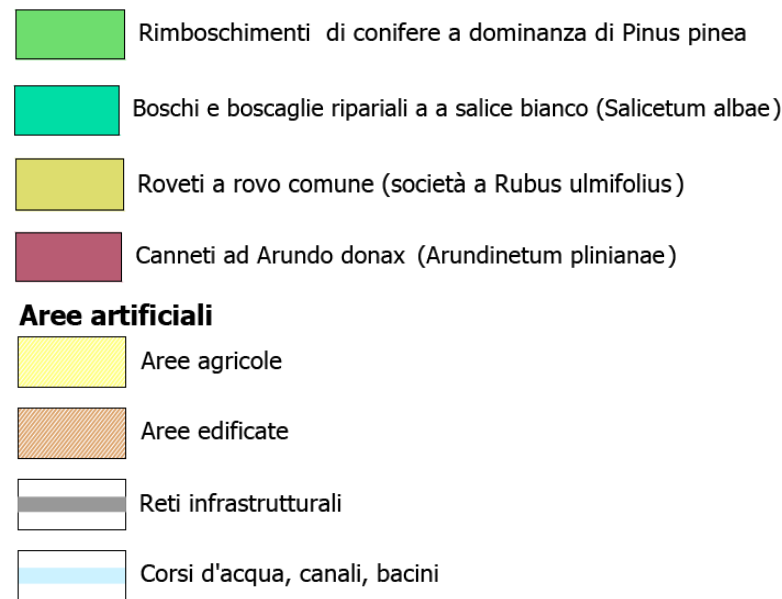 Rimboschimenti di conifere a dominanza di Pinus pinea
Boschi e boscaglie ripariali a a salice bianco (Salicetum albae)
Roveti a rovo comune (società a Rubus ulmifolius)
Canneti ad Arundo donax (Arundinetum plinianae)
Aree artificiali
Aree agricole
Aree edificate
Reti infrastrutturali
Corsi d'acqua, canali, bacini